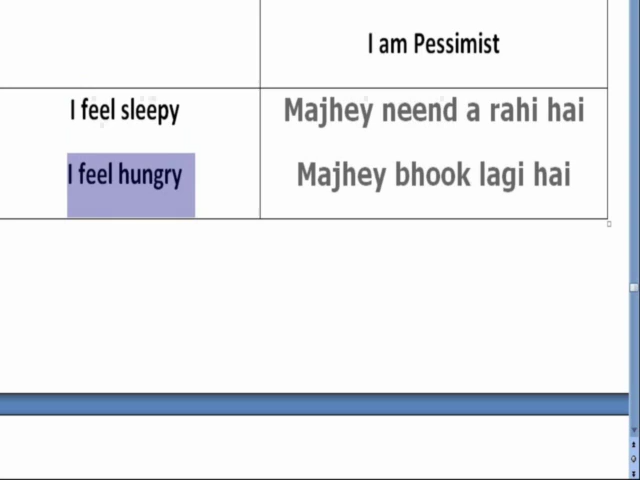 I am Pessimist
I feel sleepy
Majhey neend a rahi hai
I feel hungry
Majhey bhook lagi hai